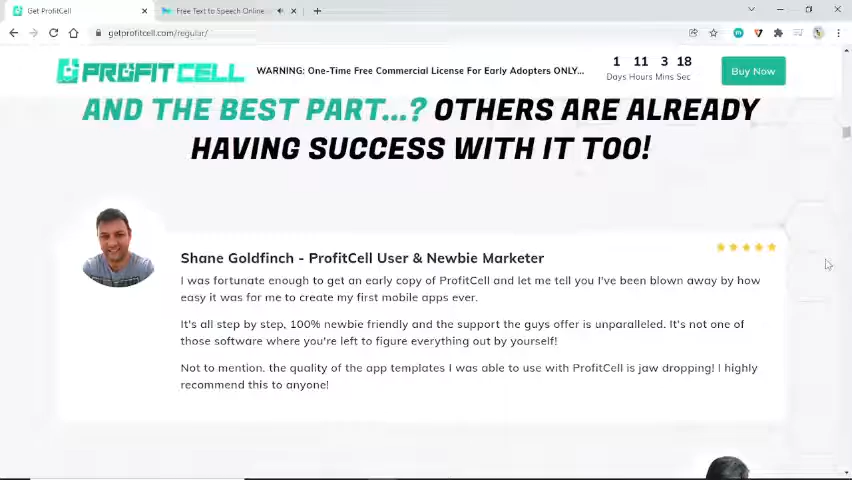 Get ProfitCell
Free Text to Speech Online
getprofitcell.com/regular/
PROFIT CELL
WARNING: One-Time Free Commercial License For Early Adopters ONLY...
1 11 3 18
Days Hours Mins Sec
Buy Now
AND THE BEST PART...? OTHERS ARE ALREADY
HAVING SUCCESS WITH IT TOO!
Shane Goldfinch - ProfitCell User & Newbie Marketer
I was fortunate enough to get an early copy of ProfitCell and let me tell you I've been blown away by how
easy it was for me to create my first mobile apps ever.
It's all step by step, 100% newbie friendly and the support the guys offer is unparalleled. It's not one of
those software where you're left to figure everything out by yourself!
Not to mention. the quality of the app templates I was able to use with ProfitCell is jaw dropping! I highly
recommend this to anyone!